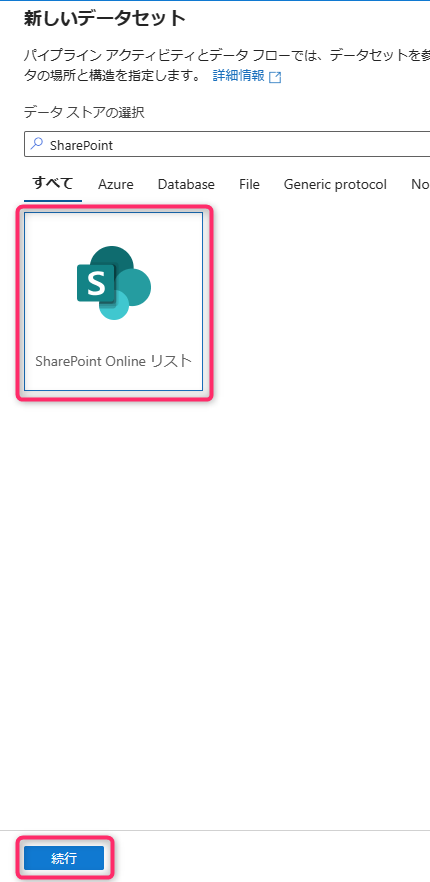 新しいデータセット
パイプライン アクティビティとデータ フローでは、データセットを参
タの場所と構造を指定します。 詳細情報
データ ストアの選択
SharePoint
すべて Azure Database File Generic protocol No
S
SharePoint Online リスト
続行